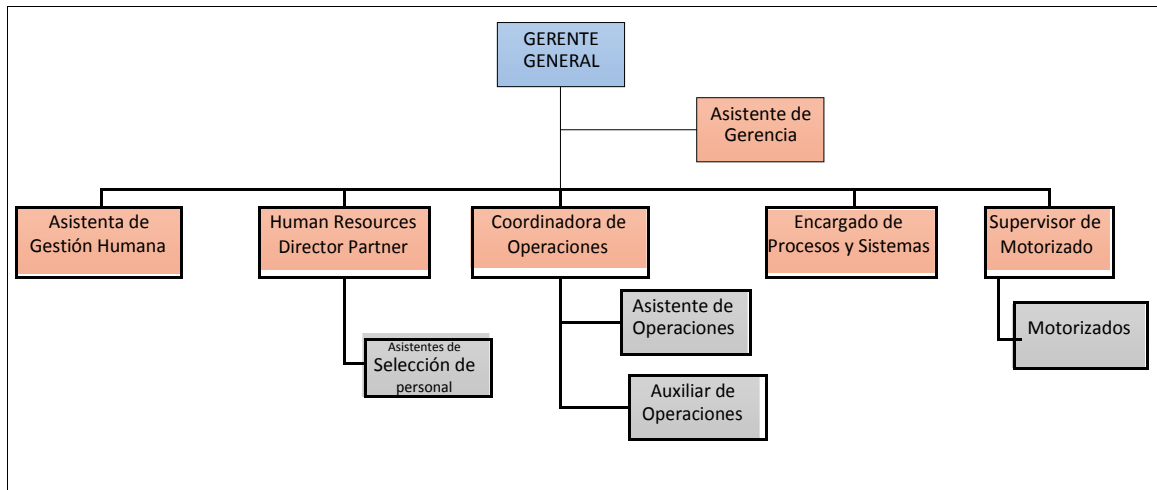 GERENTE
GENERAL
Asistente de
Gerencia
Asistenta de
Gestión Humana
Human Resources
Director Partner
Coordinadora de
Operaciones
Encargado de
Procesos y Sistemas
Supervisor de
Motorizado
Asistentes de
Selección de
personal
Asistente de
Operaciones
Auxiliar de
Operaciones
Motorizados